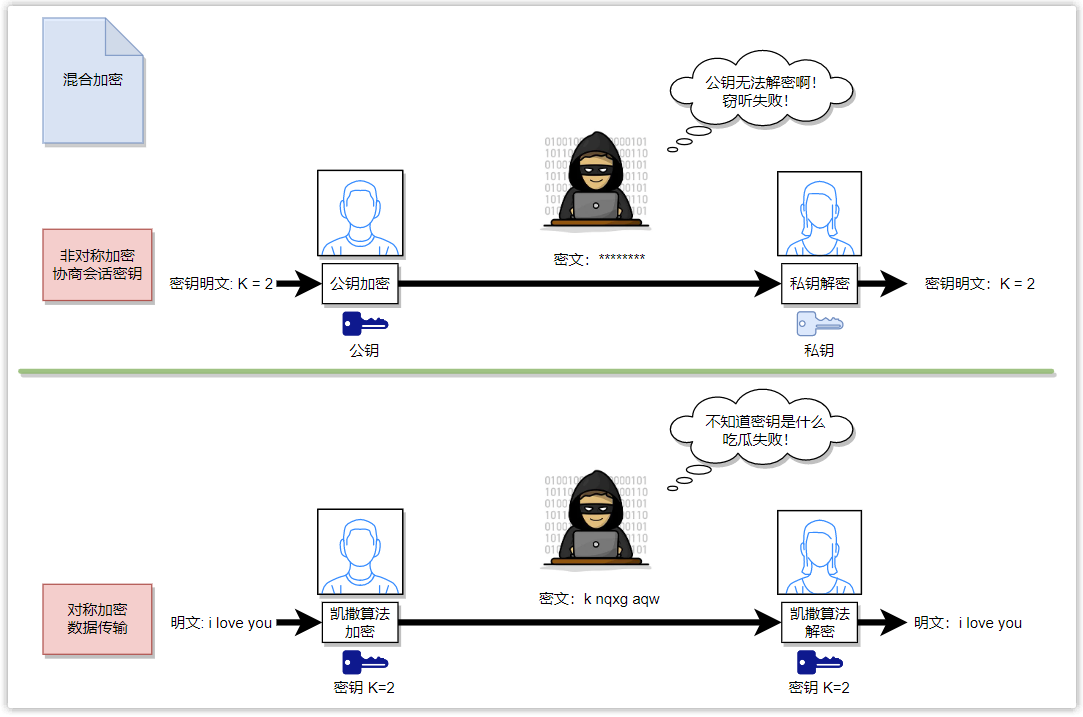 混合加密
公钥无法解密啊！
窃听失败！
非对称加密
协商会话密钥
密钥明文: K = 2
公钥加密
公钥
密文：********
私钥解密
私钥
密钥明文：K = 2
不知道密钥是什么
吃瓜失败！
对称加密
数据传输
明文: i love you
凯撒算法
加密
密钥 K=2
密文：k nqxg aqw
凯撒算法
解密
密钥 K=2
明文：i love you